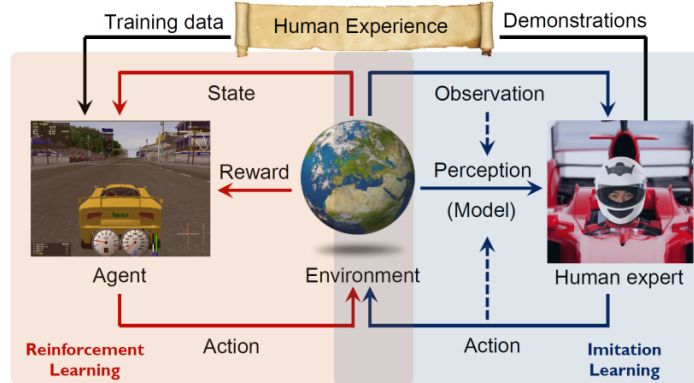 Training data
Human Experience
Demonstrations
State
Observation
Reward
Perception
(Model)
Agent
Environment
Human expert
Action
Action
Reinforcement
Learning
Imitation
Learning